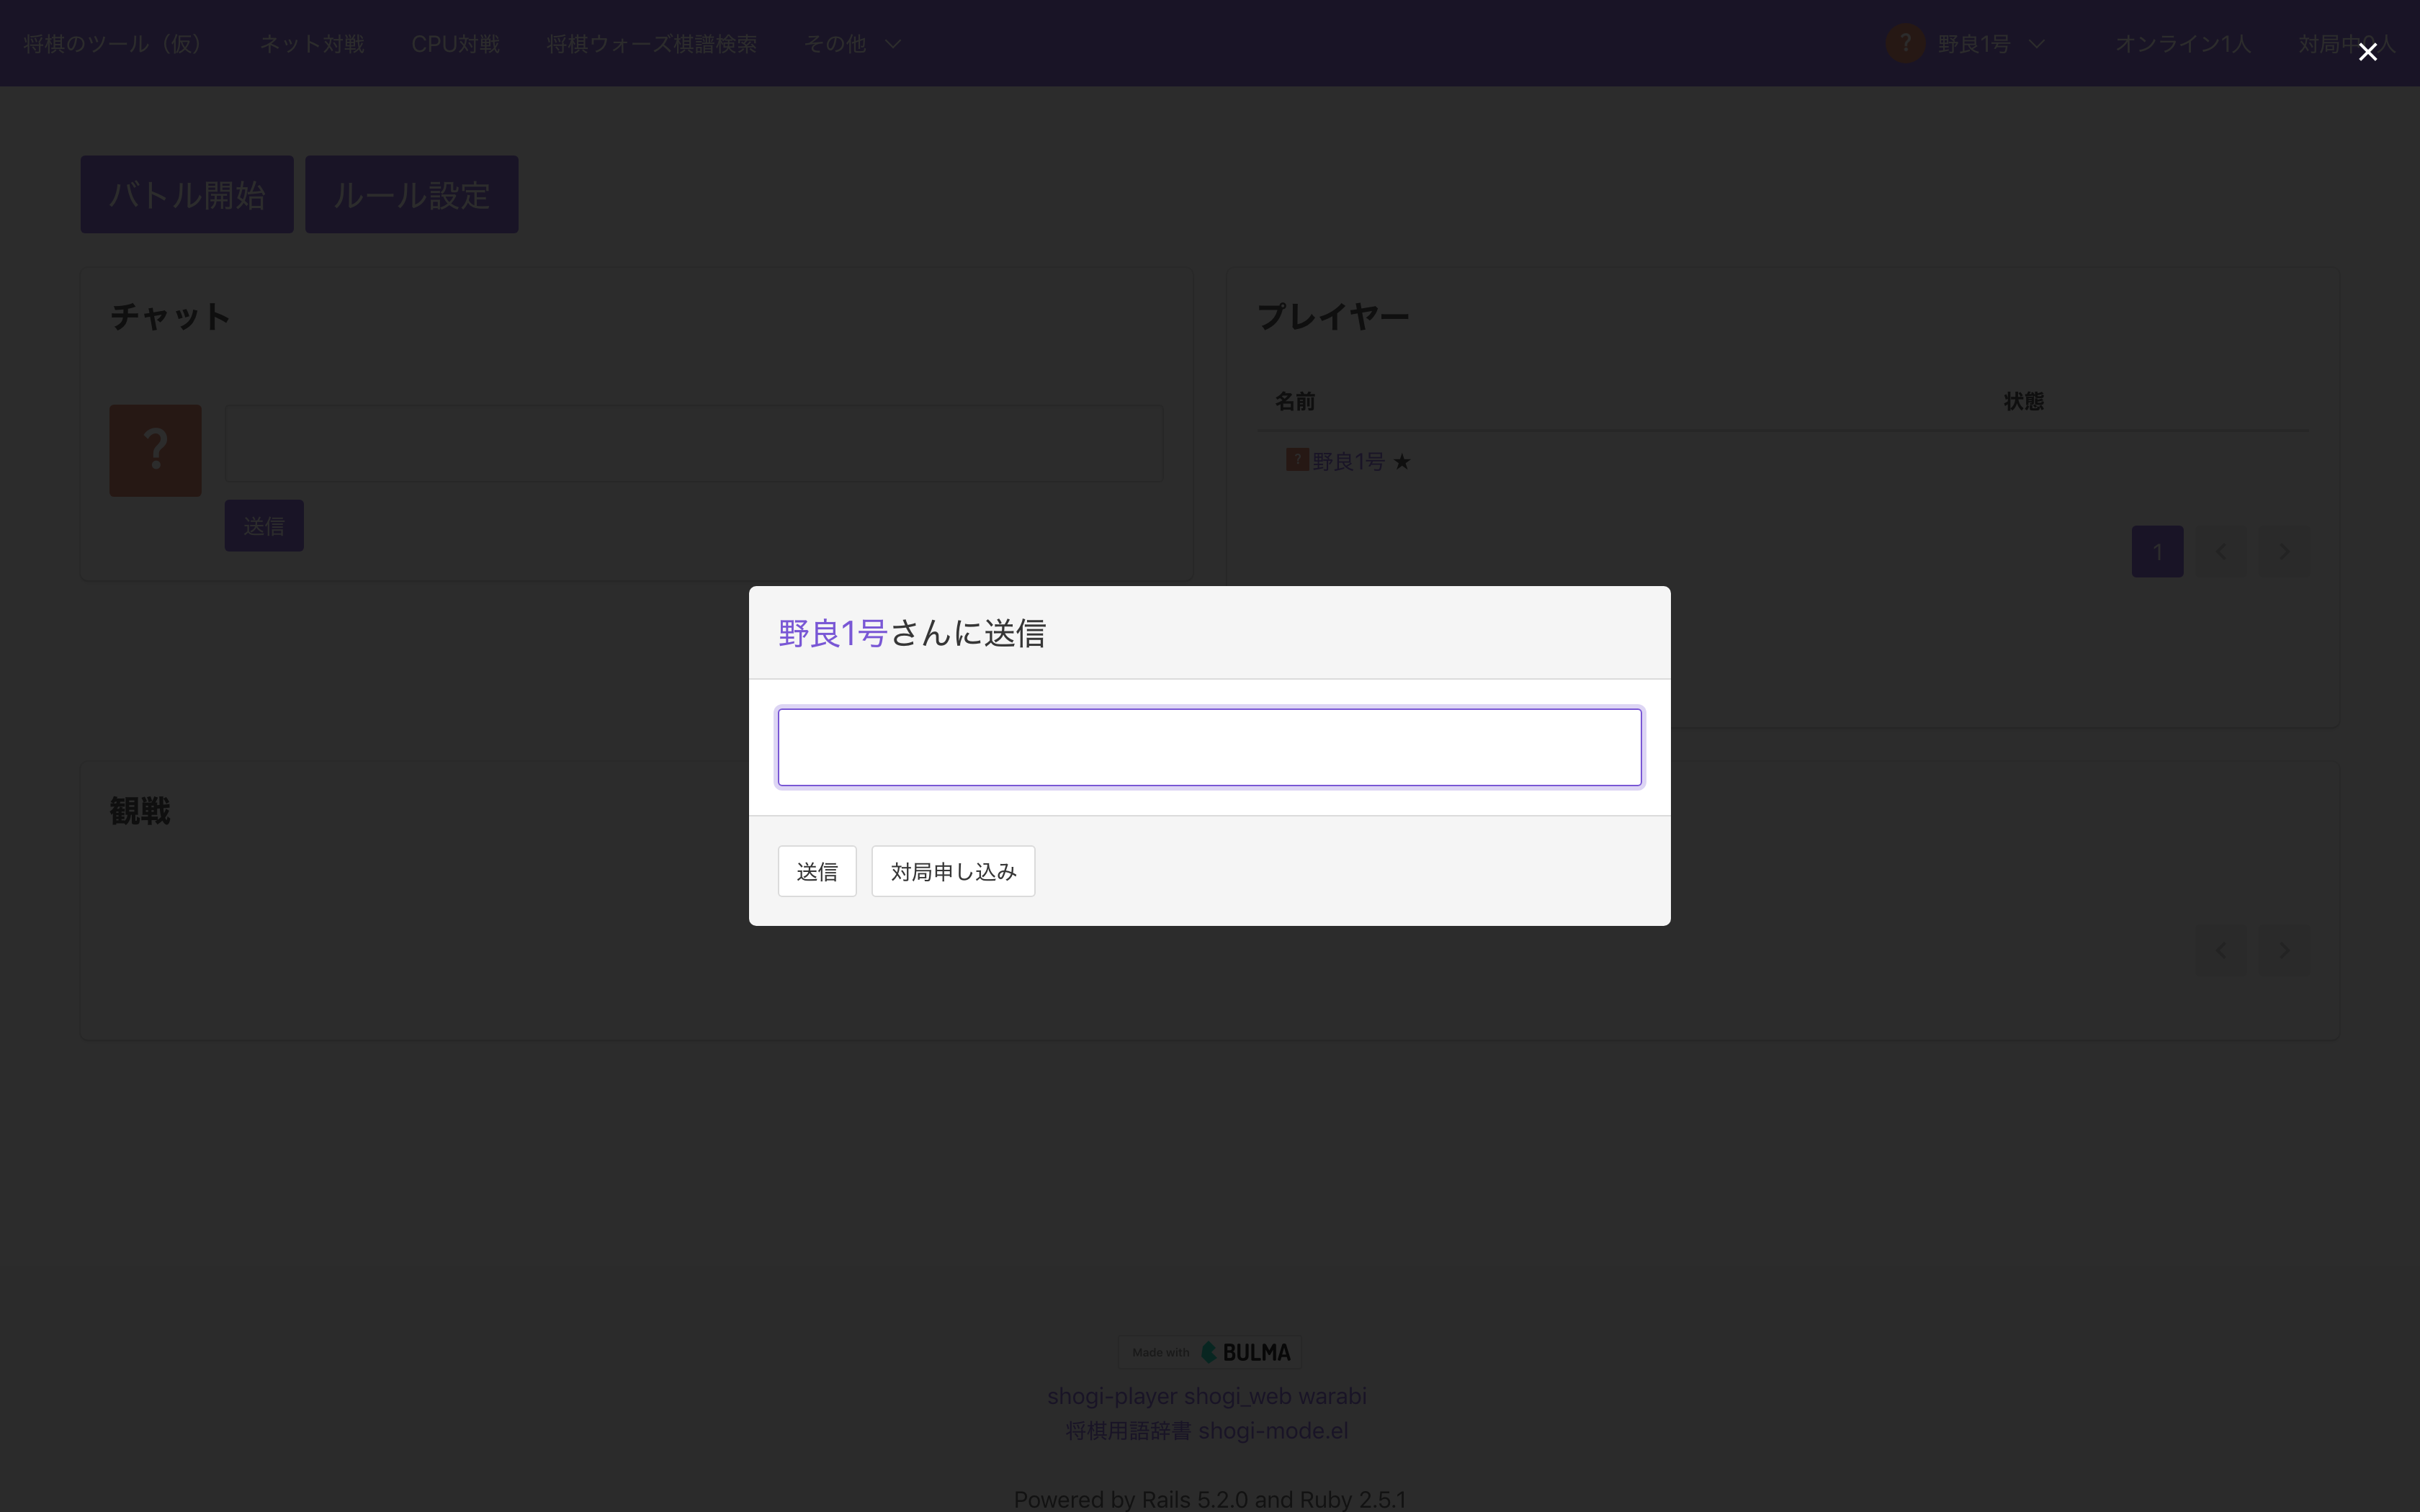 将棋のツール（仮） ネット対戦 CPU対戦 将棋ウォーズ棋譜検索 その他 ? 野良1号 オンライン1人 対局中0人
バトル開始 ルール設定
チャット
?
送信
プレイヤー
名前 状態
? 野良1号 ★
1
野良1号さんに送信
送信 対局申し込み
観戦
Made with BULMA
shogi-player shogi_web warabi
将棋用語辞書 shogi-mode.el
Powered by Rails 5.2.0 and Ruby 2.5.1